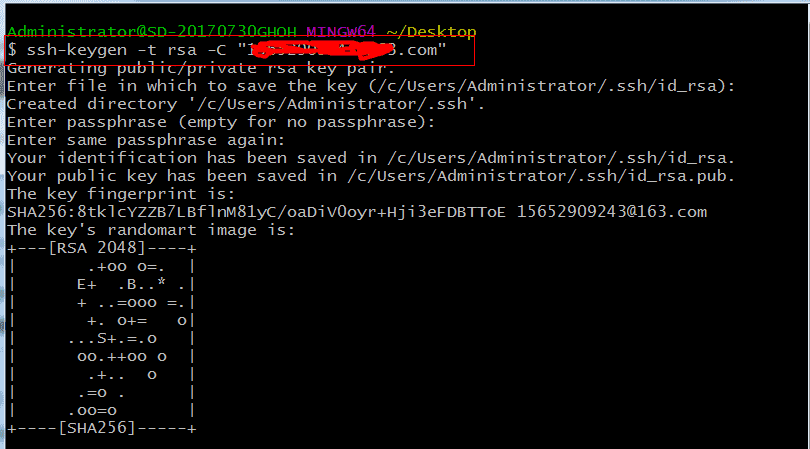 Administrator@SD-20170730GHOH MINGW64 ~/Desktop
$ ssh-keygen -t rsa -C "1 3.com"
Generating public/private rsa key pair.
Enter file in which to save the key (/c/Users/Administrator/.ssh/id_rsa):
Created directory '/c/Users/Administrator/.ssh'.
Enter passphrase (empty for no passphrase):
Enter same passphrase again:
Your identification has been saved in /c/Users/Administrator/.ssh/id_rsa.
Your public key has been saved in /c/Users/Administrator/.ssh/id_rsa.pub.
The key fingerprint is:
SHA256:8tklcYZZB7LBflnM81yC/oaDiV0oyr+Hji3eFDBTToE 15652909243@163.com
The key's randomart image is:
+---[RSA 2048]----+
|       .+oo o=.  |
|      E+  .B..* .|
|      + ..=ooo =.|
|       +. o+=   o|
|     ...S+.=.o   |
|      oo.++oo o  |
|       .+..  o   |
|      .=o .      |
|     .oo=o       |
+----[SHA256]-----+